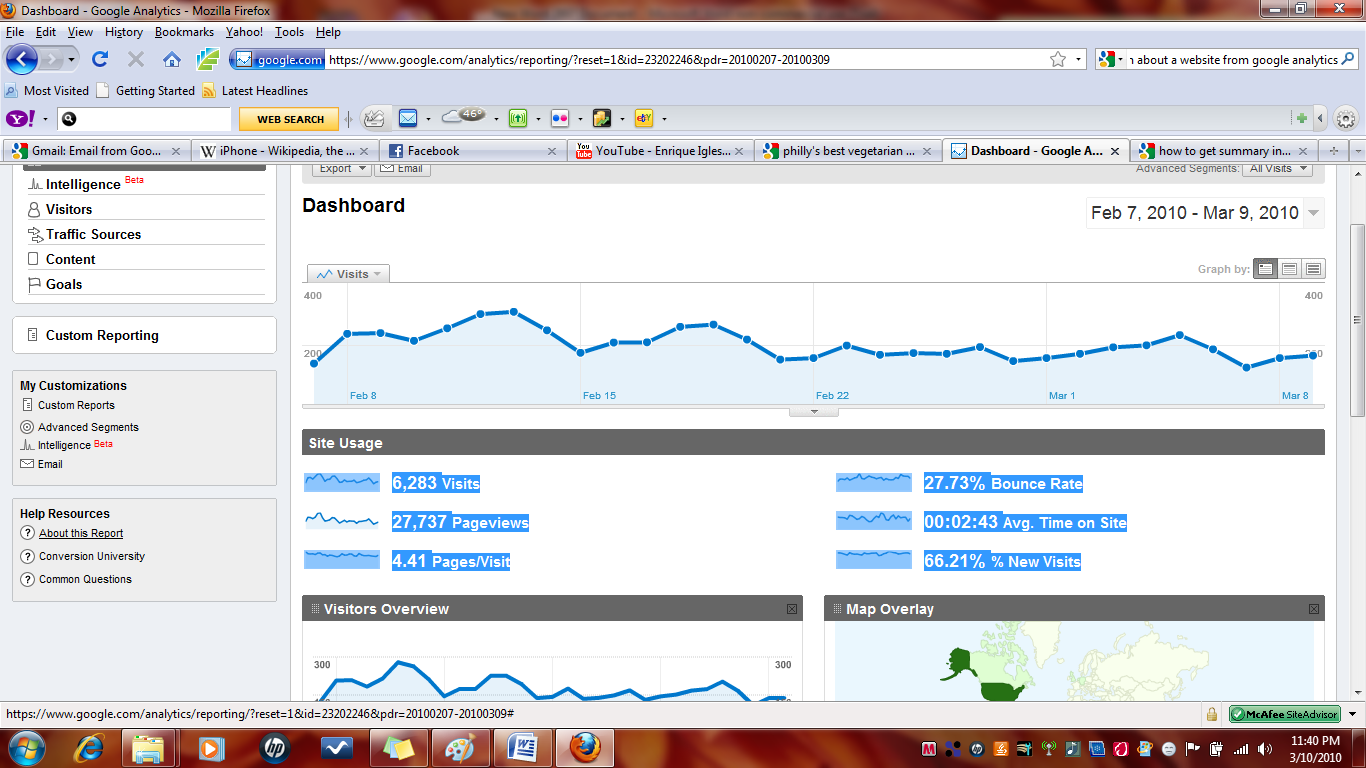 Dashboard - Google Analytics - Mozilla Firefox
File Edit View History Bookmarks Yahoo! Tools Help
google.com https://www.google.com/analytics/reporting/?reset=1&id=23202246&pdr=20100207-20100309 about a website from google analytics
Most Visited Getting Started Latest Headlines
Y! WEB SEARCH 46° ebY
Gmail: Email from Goo... W iPhone - Wikipedia, the ... Facebook You Tube YouTube - Enrique Igles... philly's best vegetarian ... Dashboard - Google A... how to get summary in...
Export Email Advanced Segments: All Visits
Intelligence Beta
Visitors
Traffic Sources
Content
Goals
Custom Reporting
My Customizations
Custom Reports
Advanced Segments
Intelligence Beta
Email
Help Resources
? About this Report
? Conversion University
? Common Questions
Dashboard
Feb 7, 2010 - Mar 9, 2010
Visits Graph by:
400 400
200
Feb 8 Feb 15 Feb 22 Mar 1 Mar 8
Site Usage
6,283 Visits 27.73% Bounce Rate
27,737 Pageviews 00:02:43 Avg. Time on Site
4.41 Pages/Visit 66.21% % New Visits
Visitors Overview Map Overlay
300 300
https://www.google.com/analytics/reporting/?reset=1&id=23202246&pdr=20100207-20100309# McAfee SiteAdvisor
hp W M
11:40 PM
3/10/2010